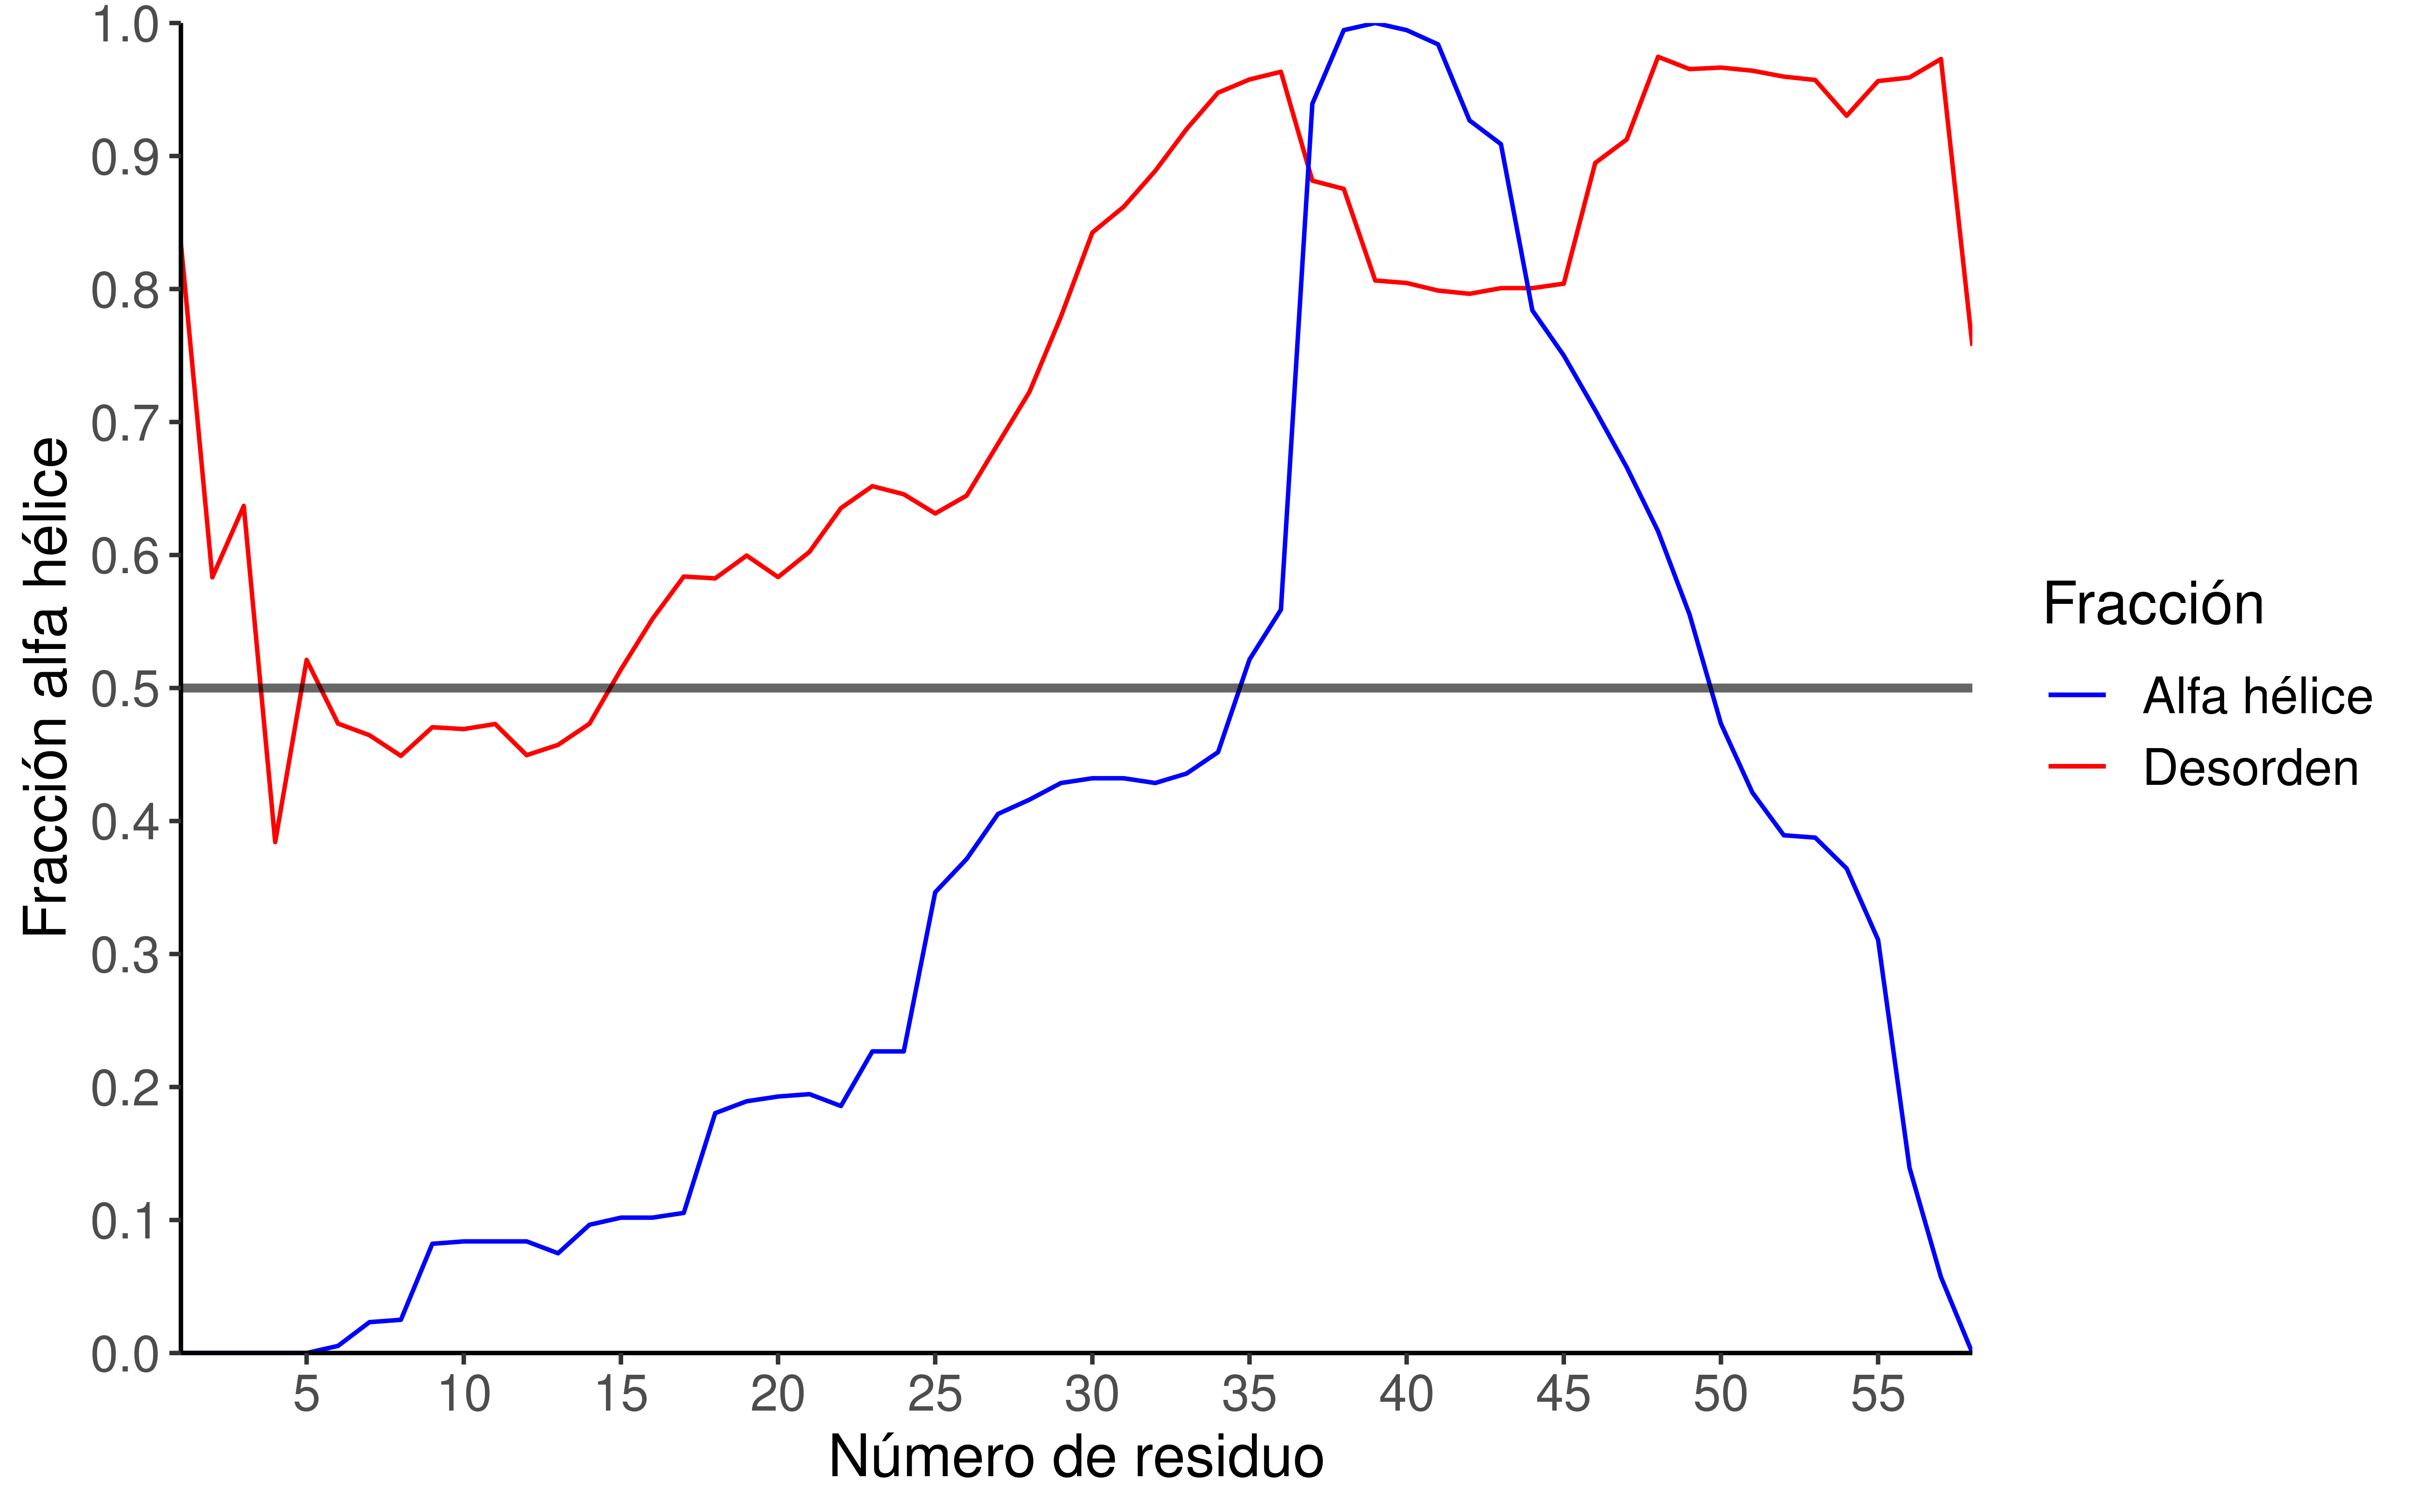 Fracción alfa hélice
1.0
0.9
0.8
0.7
0.6
0.5
0.4
0.3
0.2
0.1
0.0
5 10 15 20 25 30 35 40 45 50 55
Número de residuo
Fracción
Alfa hélice
Desorden